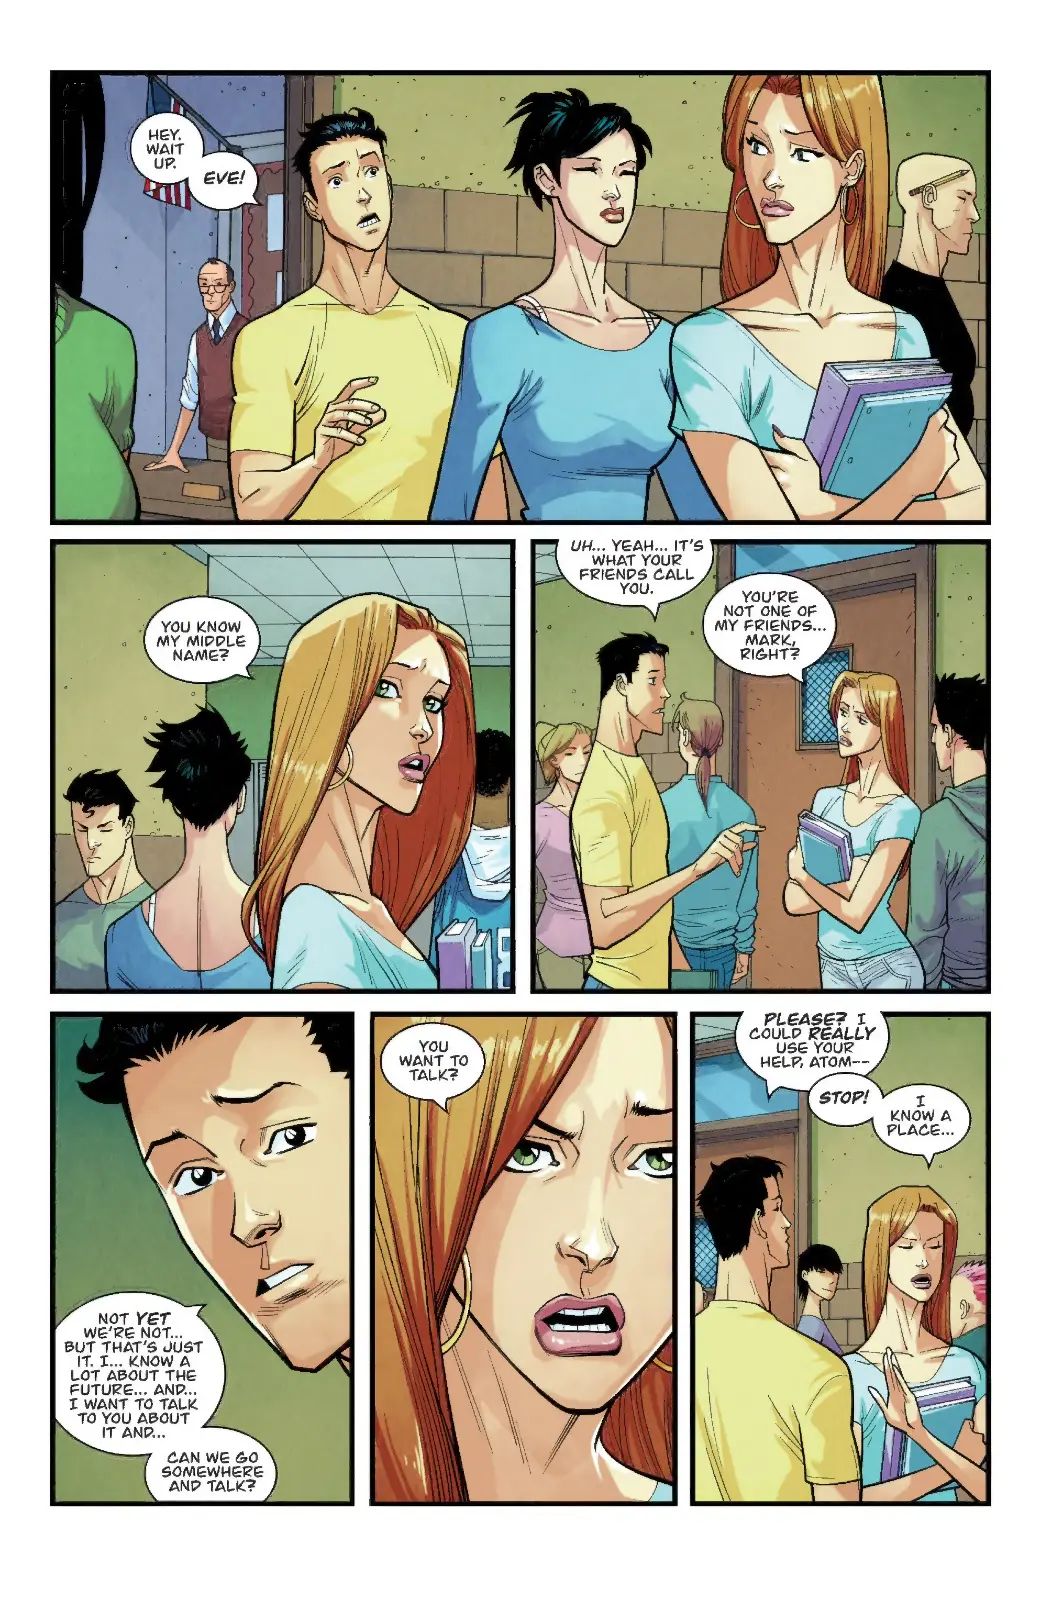 HEY.
WAIT
UP.
EVE!
YOU KNOW
MY MIDDLE
NAME?
UH... YEAH... IT'S
WHAT YOUR
FRIENDS CALL
YOU.
YOU'RE
NOT ONE OF
MY FRIENDS...
MARK,
RIGHT?
NOT YET
WE'RE NOT...
BUT THAT'S JUST
IT. I... KNOW A
LOT ABOUT THE
FUTURE... AND...
I WANT TO TALK
TO YOU ABOUT
IT AND...
CAN WE GO
SOMEWHERE
AND TALK?
YOU
WANT TO
TALK?
PLEASE? I
COULD REALLY
USE YOUR
HELP, ATOM--
STOP!
I
KNOW A
PLACE...